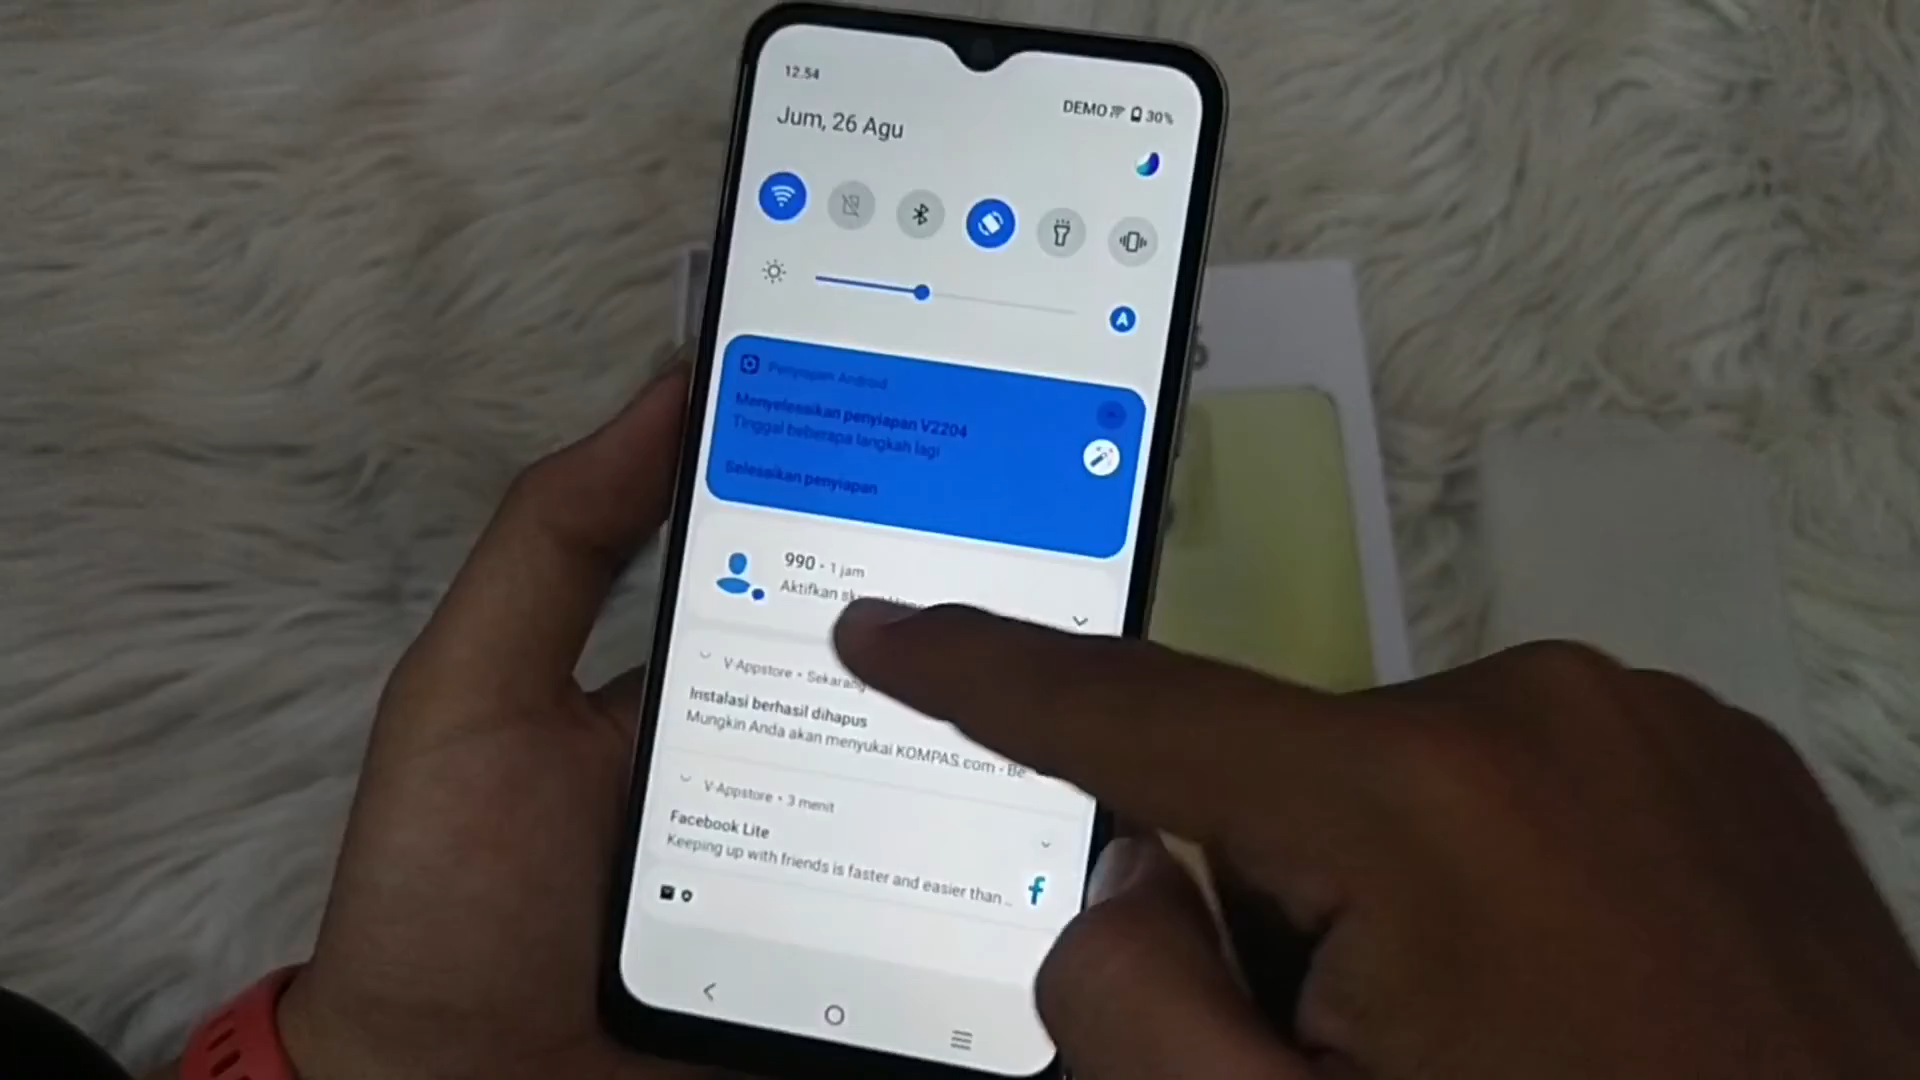 12.54
DEMO 30%
Jum, 26 Agu
A
Penyiapan Android
Menyelesaikan penyiapan V2204
Tinggal beberapa langkah lagi
Selesaikan penyiapan
990 • 1 jam
Aktifkan
V-Appstore • Sekarang
Instalasi berhasil dihapus
Mungkin Anda akan menyukai KOMPAS.com - Be
V-Appstore • 3 menit
Facebook Lite
Keeping up with friends is faster and easier than ...